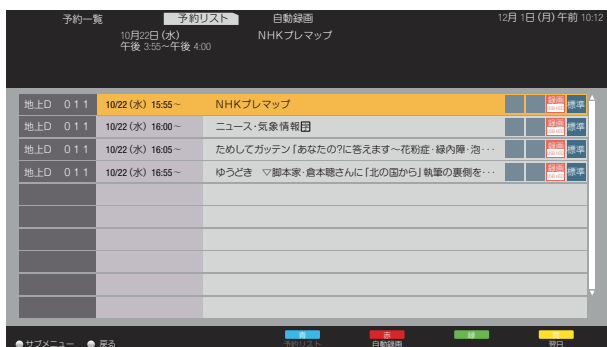 予約一覧 予約リスト 自動録画 12月 1日(月)午前 10:12
10月22日(水) NHKプレマップ
午後 3:55〜午後 4:00
地上D 011 10/22(水) 15:55〜 NHKプレマップ 録画 標準
地上D 011 10/22(水) 16:00〜 ニュース・気象情報🈑 録画 標準
地上D 011 10/22(水) 16:05〜 ためしてガッテン「あなたの?に答えます〜花粉症・緑内障・泡・・・ 録画 標準
地上D 011 10/22(水) 16:55〜 ゆうどき ▽脚本家・倉本聰さんに「北の国から」執筆の裏側を・・・ 録画 標準
青 赤 緑
サブメニュー 戻る 予約リスト 自動録画 翌日